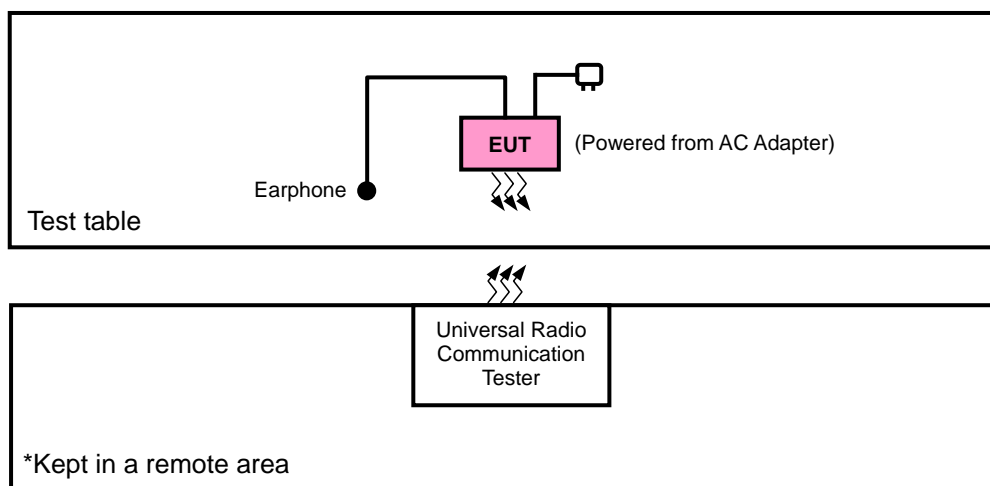 EUT
(Powered from AC Adapter)
Earphone
Test table
Universal Radio
Communication
Tester
*Kept in a remote area